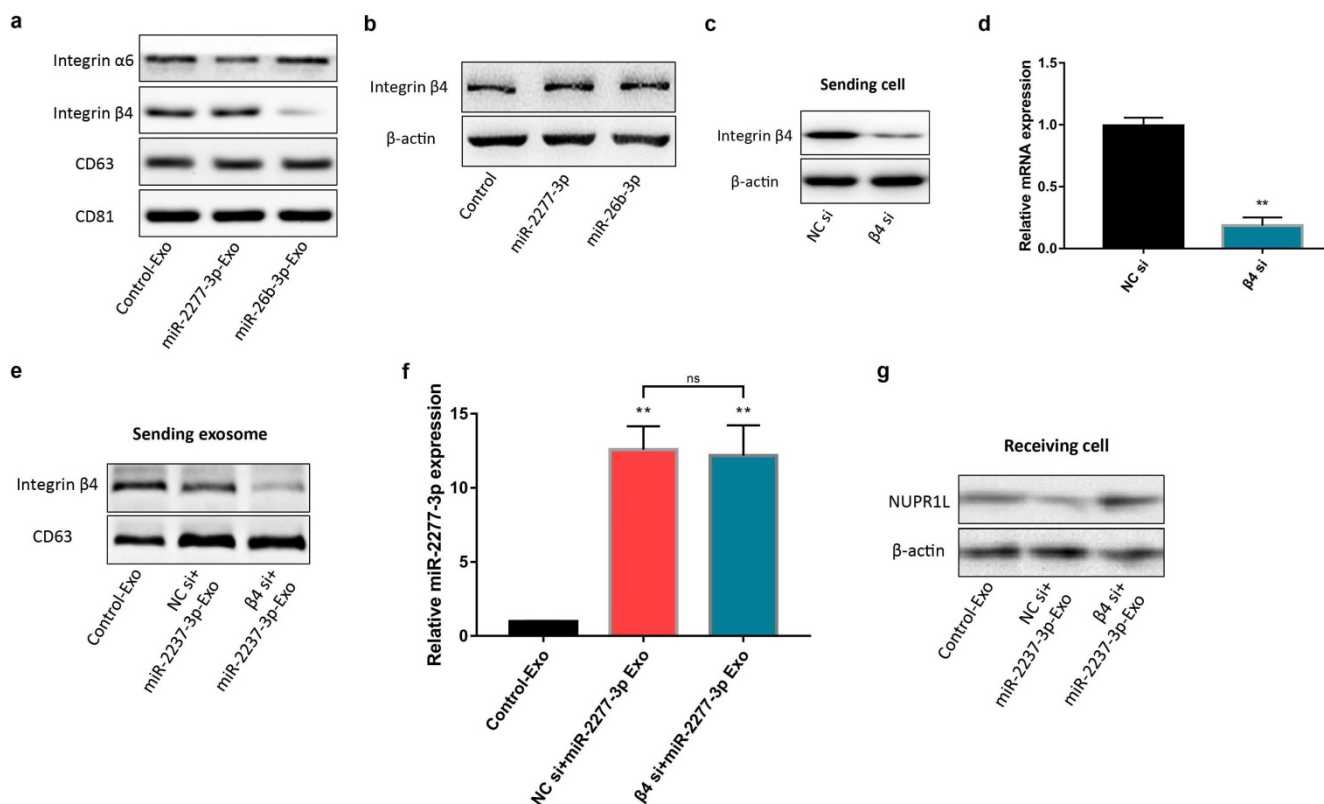 a
Integrin α6
Integrin β4
CD63
CD81
Control-Exo
miR-2277-3p-Exo
miR-26b-3p-Exo
b
Integrin β4
β-actin
Control
miR-2277-3p
miR-26b-3p
c
Sending cell
Integrin β4
β-actin
NC si
β4 si
d
Relative mRNA expression
1.5
1.0
0.5
0.0
**
NC si
β4 si
e
Sending exosome
Integrin β4
CD63
Control-Exo
NC si+
miR-2237-3p-Exo
β4 si+
miR-2237-3p-Exo
f
Relative miR-2277-3p expression
15
10
5
0
ns
**
**
Control-Exo
NC si+miR-2277-3p Exo
β4 si+miR-2277-3p Exo
g
Receiving cell
NUPR1L
β-actin
Control-Exo
NC si+
miR-2237-3p-Exo
β4 si+
miR-2237-3p-Exo